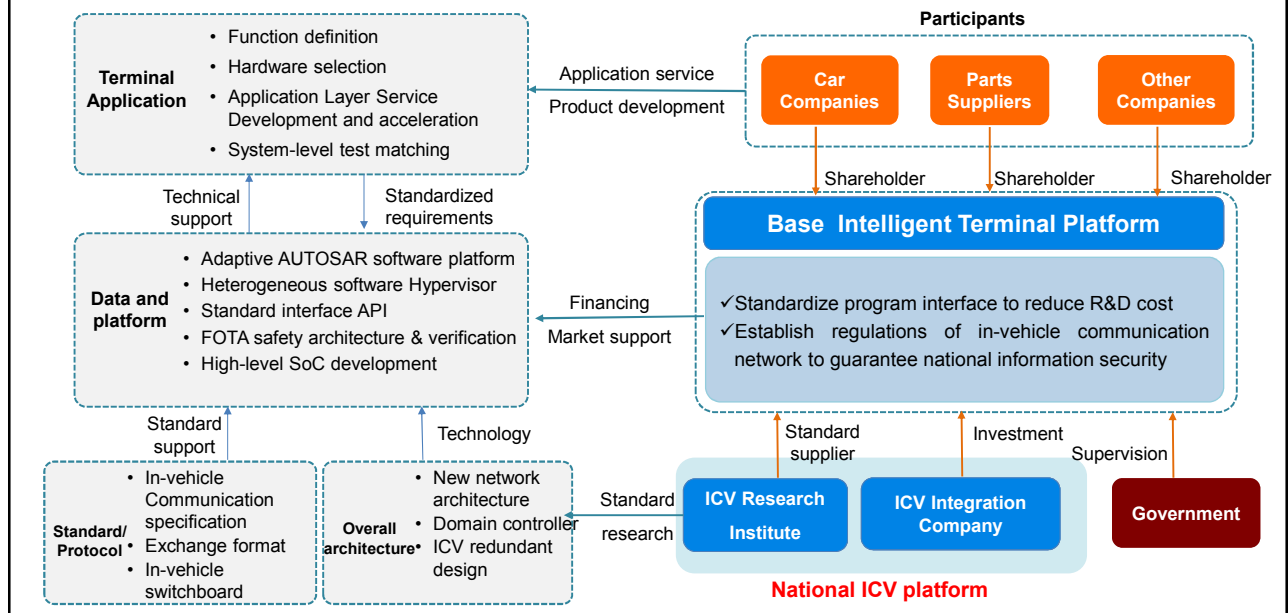 Participants
Terminal
Application
• Function definition
• Hardware selection
• Application Layer Service
Development and acceleration
• System-level test matching
Application service
Product development
Car
Companies
Parts
Suppliers
Other
Companies
Technical
support
Standardized
requirements
Shareholder
Shareholder
Shareholder
Base Intelligent Terminal Platform
Data and
platform
• Adaptive AUTOSAR software platform
• Heterogeneous software Hypervisor
• Standard interface API
• FOTA safety architecture & verification
• High-level SoC development
Financing
Market support
✓Standardize program interface to reduce R&D cost
✓Establish regulations of in-vehicle communication
network to guarantee national information security
Standard
support
Technology
Standard
supplier
Investment
Supervision
Standard/
Protocol
• In-vehicle
Communication
specification
• Exchange format
• In-vehicle
switchboard
Overall
architecture
• New network
architecture
• Domain controller
• ICV redundant
design
Standard
research
ICV Research
Institute
ICV Integration
Company
Government
National ICV platform